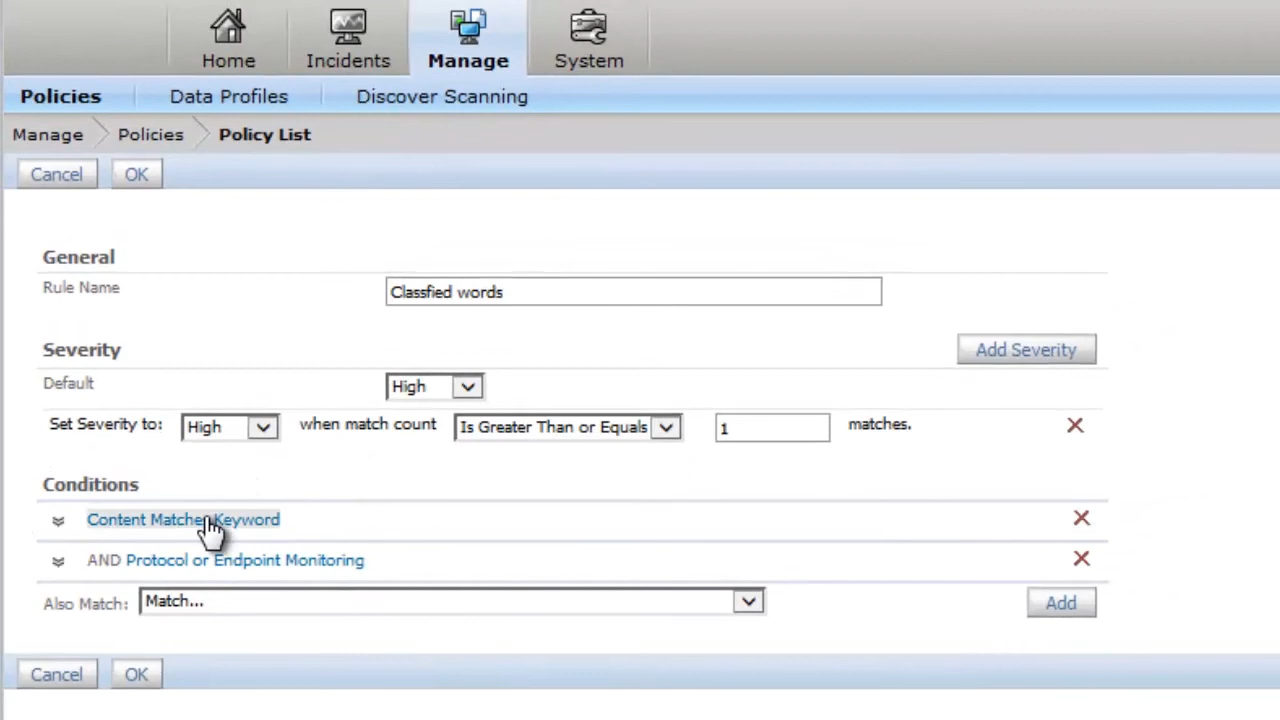 Home Incidents Manage System
Policies Data Profiles Discover Scanning
Manage Policies Policy List
Cancel OK
General
Rule Name Classfied words
Severity Add Severity
Default High
Set Severity to: High when match count Is Greater Than or Equals 1 matches.
Conditions
Content Matches Keyword
AND Protocol or Endpoint Monitoring
Also Match: Match... Add
Cancel OK